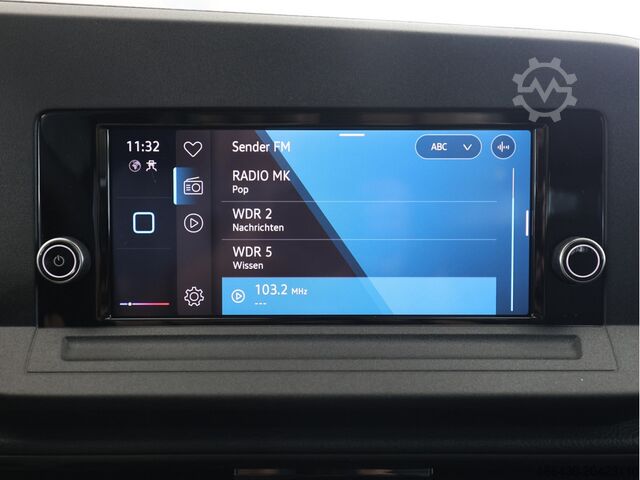 11:32
Sender FM
ABC
RADIO MK
Pop
WDR 2
Nachrichten
WDR 5
Wissen
103.2 MHz
---